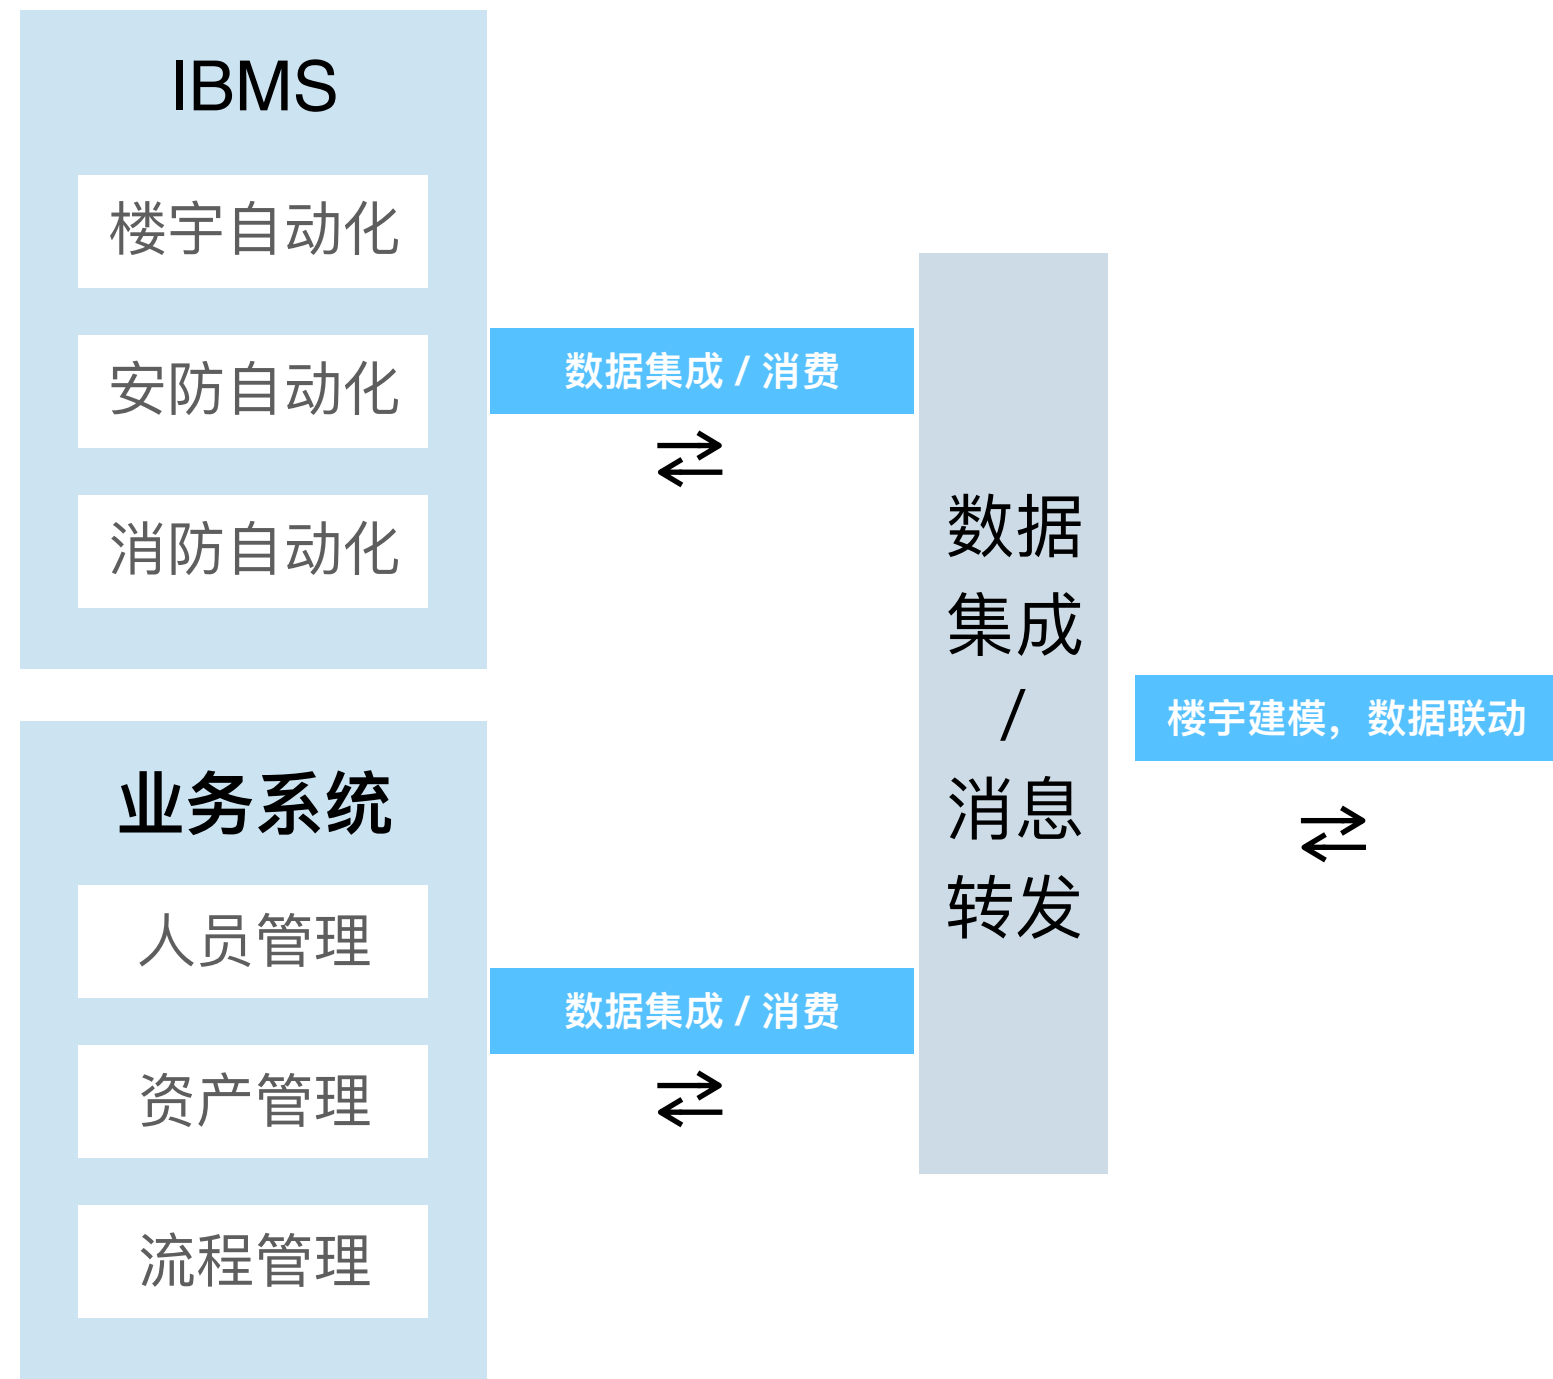 IBMS
楼宇自动化
安防自动化
消防自动化
数据集成 / 消费
业务系统
人员管理
资产管理
流程管理
数据集成 / 消费
数据
集成
/
消息
转发
楼宇建模，数据联动